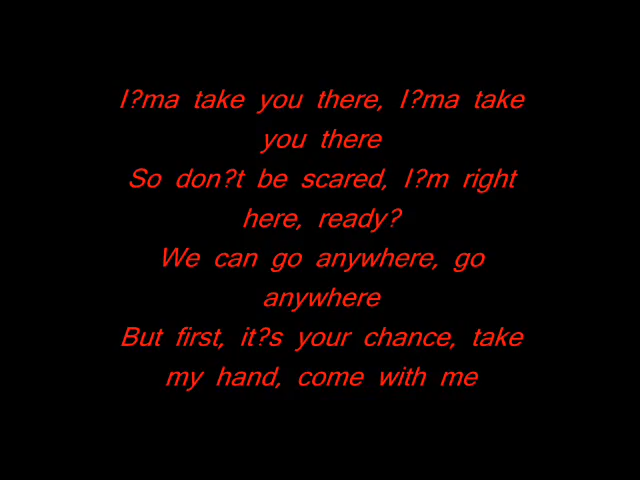 I?ma take you there, I?ma take
you there
So don?t be scared, I?m right
here, ready?
We can go anywhere, go
anywhere
But first, it?s your chance, take
my hand, come with me